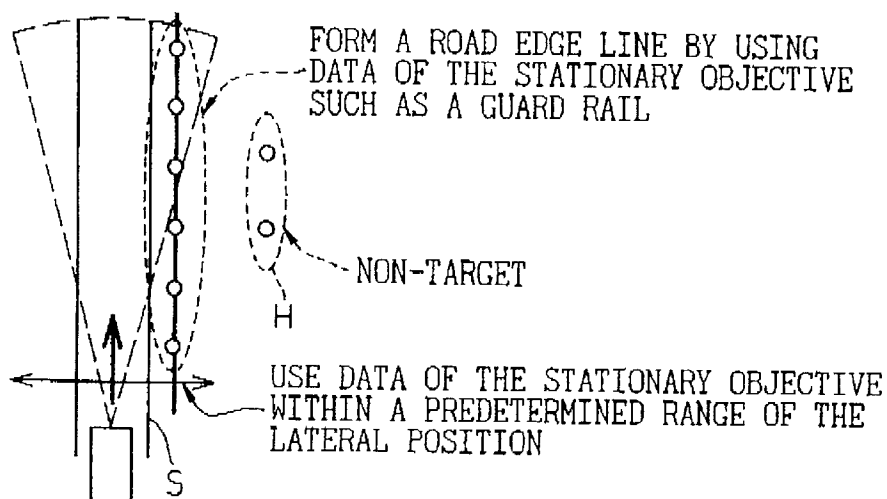 FORM A ROAD EDGE LINE BY USING
DATA OF THE STATIONARY OBJECTIVE
SUCH AS A GUARD RAIL
NON-TARGET
H
USE DATA OF THE STATIONARY OBJECTIVE
WITHIN A PREDETERMINED RANGE OF THE
LATERAL POSITION
S